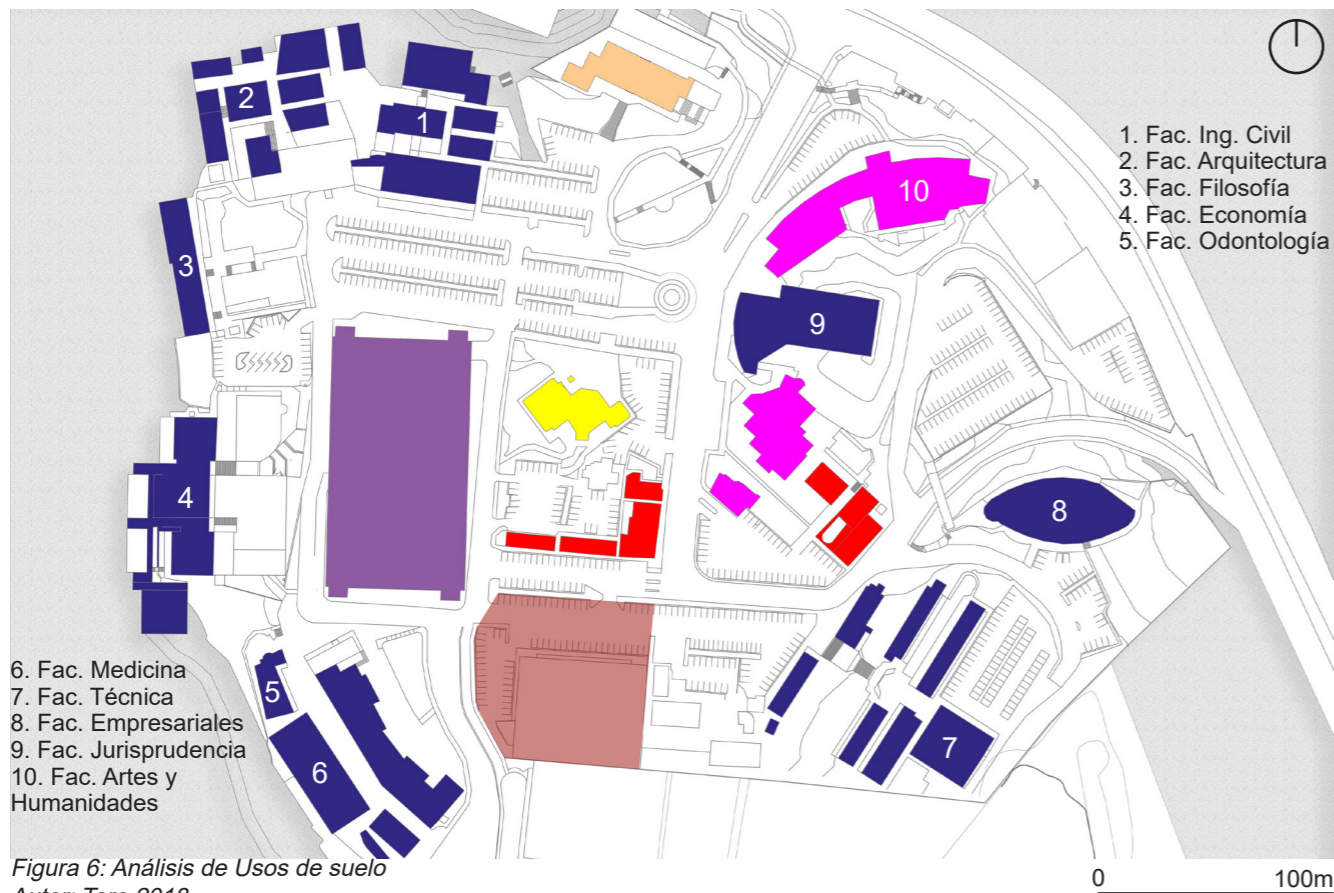 1. Fac. Ing. Civil
2. Fac. Arquitectura
3. Fac. Filosofía
4. Fac. Economía
5. Fac. Odontología
2
1
10
3
9
4
8
5
6
7
6. Fac. Medicina
7. Fac. Técnica
8. Fac. Empresariales
9. Fac. Jurisprudencia
10. Fac. Artes y
Humanidades
Figura 6: Análisis de Usos de suelo
0 100m